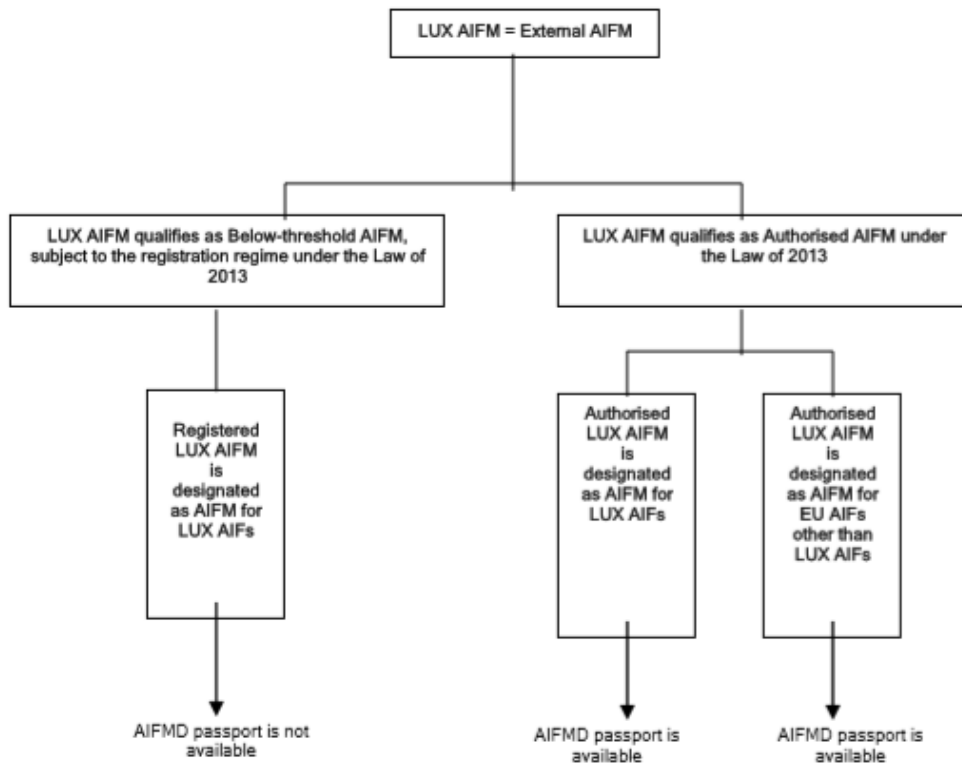 LUX AIFM = External AIFM
LUX AIFM qualifies as Below-threshold AIFM,
subject to the registration regime under the Law of
2013
LUX AIFM qualifies as Authorised AIFM under
the Law of 2013
Registered
LUX AIFM
is
designated
as AIFM for
LUX AIFs
Authorised
LUX AIFM
is
designated
as AIFM for
LUX AIFs
Authorised
LUX AIFM
is
designated
as AIFM for
EU AIFs
other than
LUX AIFs
AIFMD passport is not
available
AIFMD passport is
available
AIFMD passport is
available